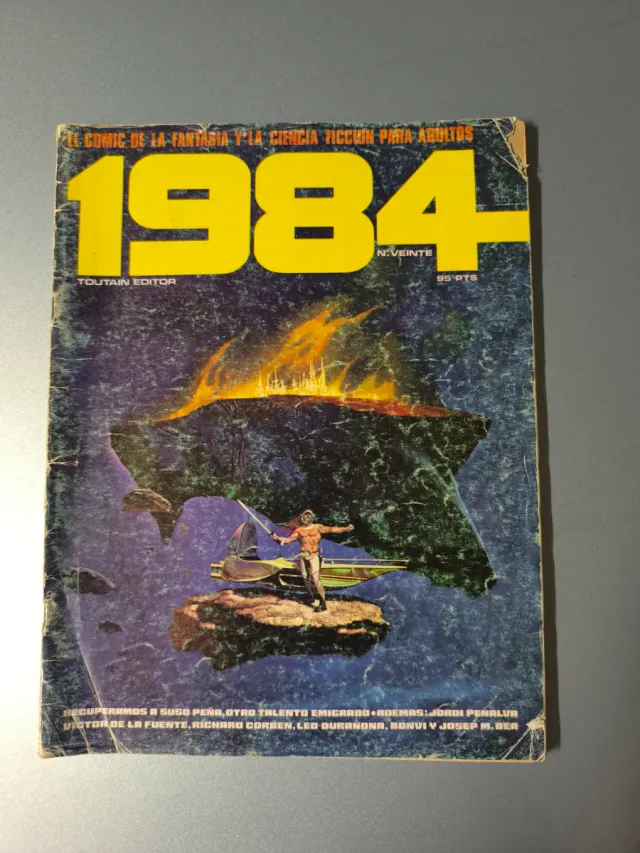 EL COMIC DE LA FANTASIA Y LA CIENCIA FICCION PARA ADULTOS
1984
Nº: VEINTE
TOUTAIN EDITOR
95 PTS
RECUPERAMOS A SUSO PEÑA, OTRO TALENTO EMIGRADO • ADEMAS: JORDI PENALVA
VICTOR DE LA FUENTE, RICHARD CORBEN, LEO DURAÑONA, BONVI Y JOSEP M. BEA